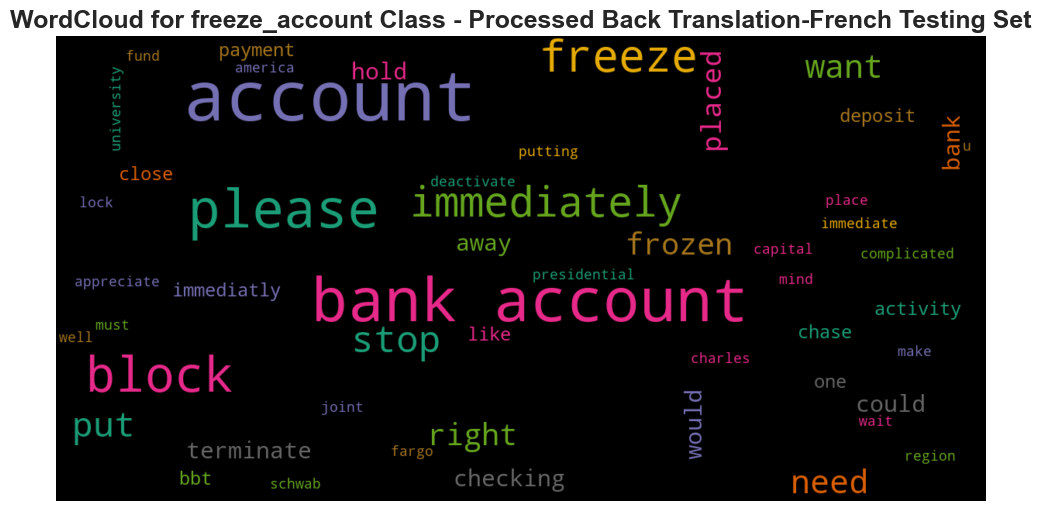 WordCloud for freeze_account Class - Processed Back Translation-French Testing Set
fund
payment
america
hold
freeze
want
university
account
placed
deposit
bank
u
putting
close
deactivate
lock
please
immediately
place
immediate
away
frozen
capital
complicated
appreciate
immediatly
presidential
mind
bank account
activity
must
well
stop
like
chase
charles
make
block
one
joint
would
could
wait
put
right
terminate
fargo
region
bbt
schwab
checking
need